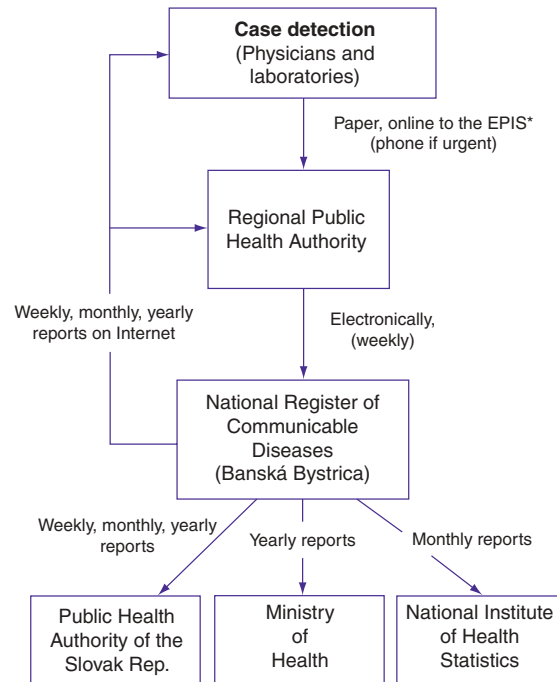 Case detection
(Physicians and
laboratories)
Paper, online to the EPIS*
(phone if urgent)
Regional Public
Health Authority
Weekly, monthly, yearly
reports on Internet
Electronically,
(weekly)
National Register of
Communicable
Diseases
(Banská Bystrica)
Weekly, monthly, yearly
reports
Yearly reports
Monthly reports
Public Health
Authority of the
Slovak Rep.
Ministry
of
Health
National Institute
of Health
Statistics